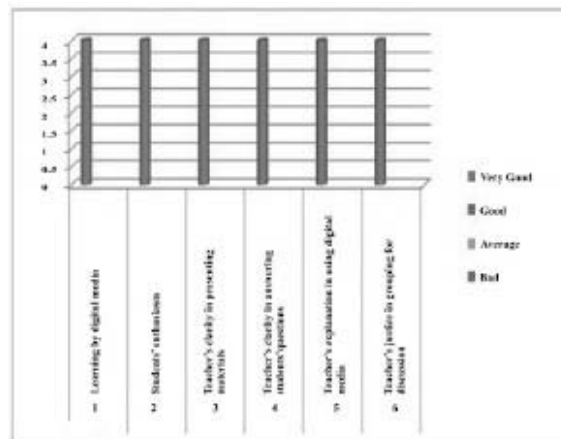 4
3.5
3
2.5
2
1.5
1
0.5
0
Learning by digital media
1
Students' enthusiasm
2
Teacher's clarity in presenting
materials
3
Teacher's clarity in answering
students'questions
4
Teacher's explanation in using digital
media
5
Teacher's justice in grouping for
discussion
6
Very Good
Good
Average
Bad